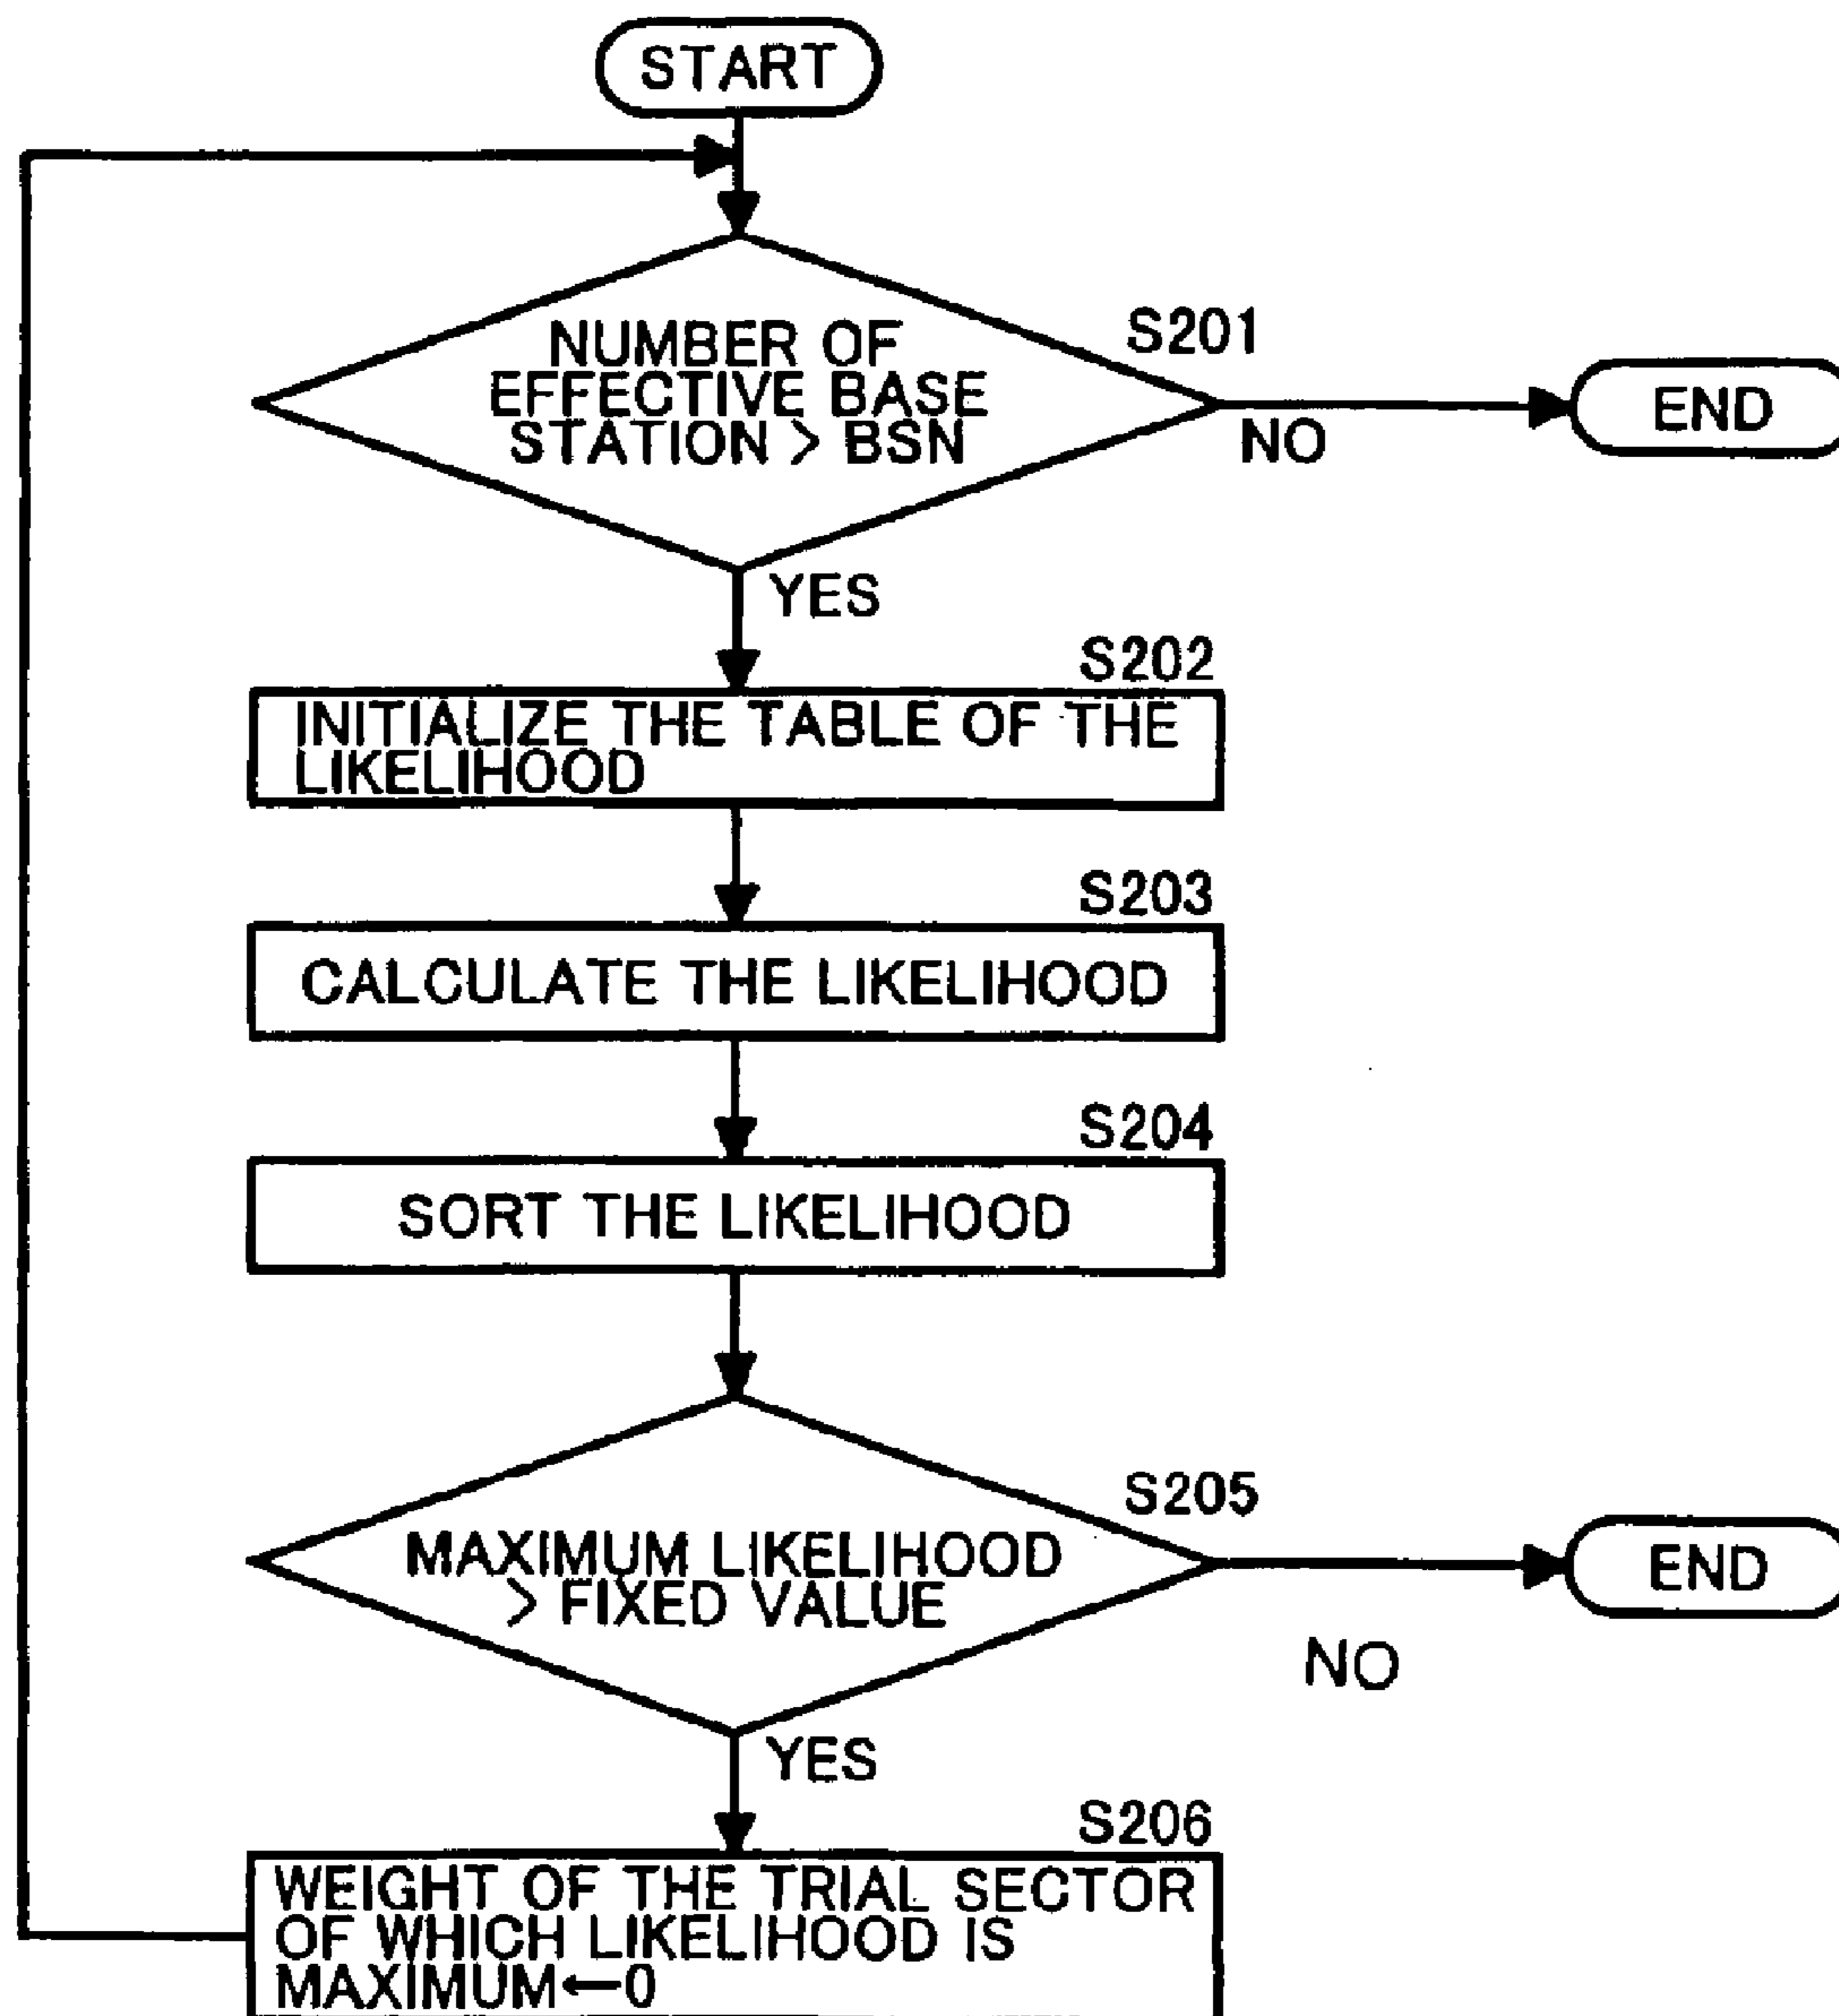 START
NUMBER OF
EFFECTIVE BASE
STATION > BSN
S201
NO
END
YES
S202
INITIALIZE THE TABLE OF THE
LIKELIHOOD
S203
CALCULATE THE LIKELIHOOD
S204
SORT THE LIKELIHOOD
S205
MAXIMUM LIKELIHOOD
> FIXED VALUE
END
NO
YES
S206
WEIGHT OF THE TRIAL SECTOR
OF WHICH LIKELIHOOD IS
MAXIMUM←0